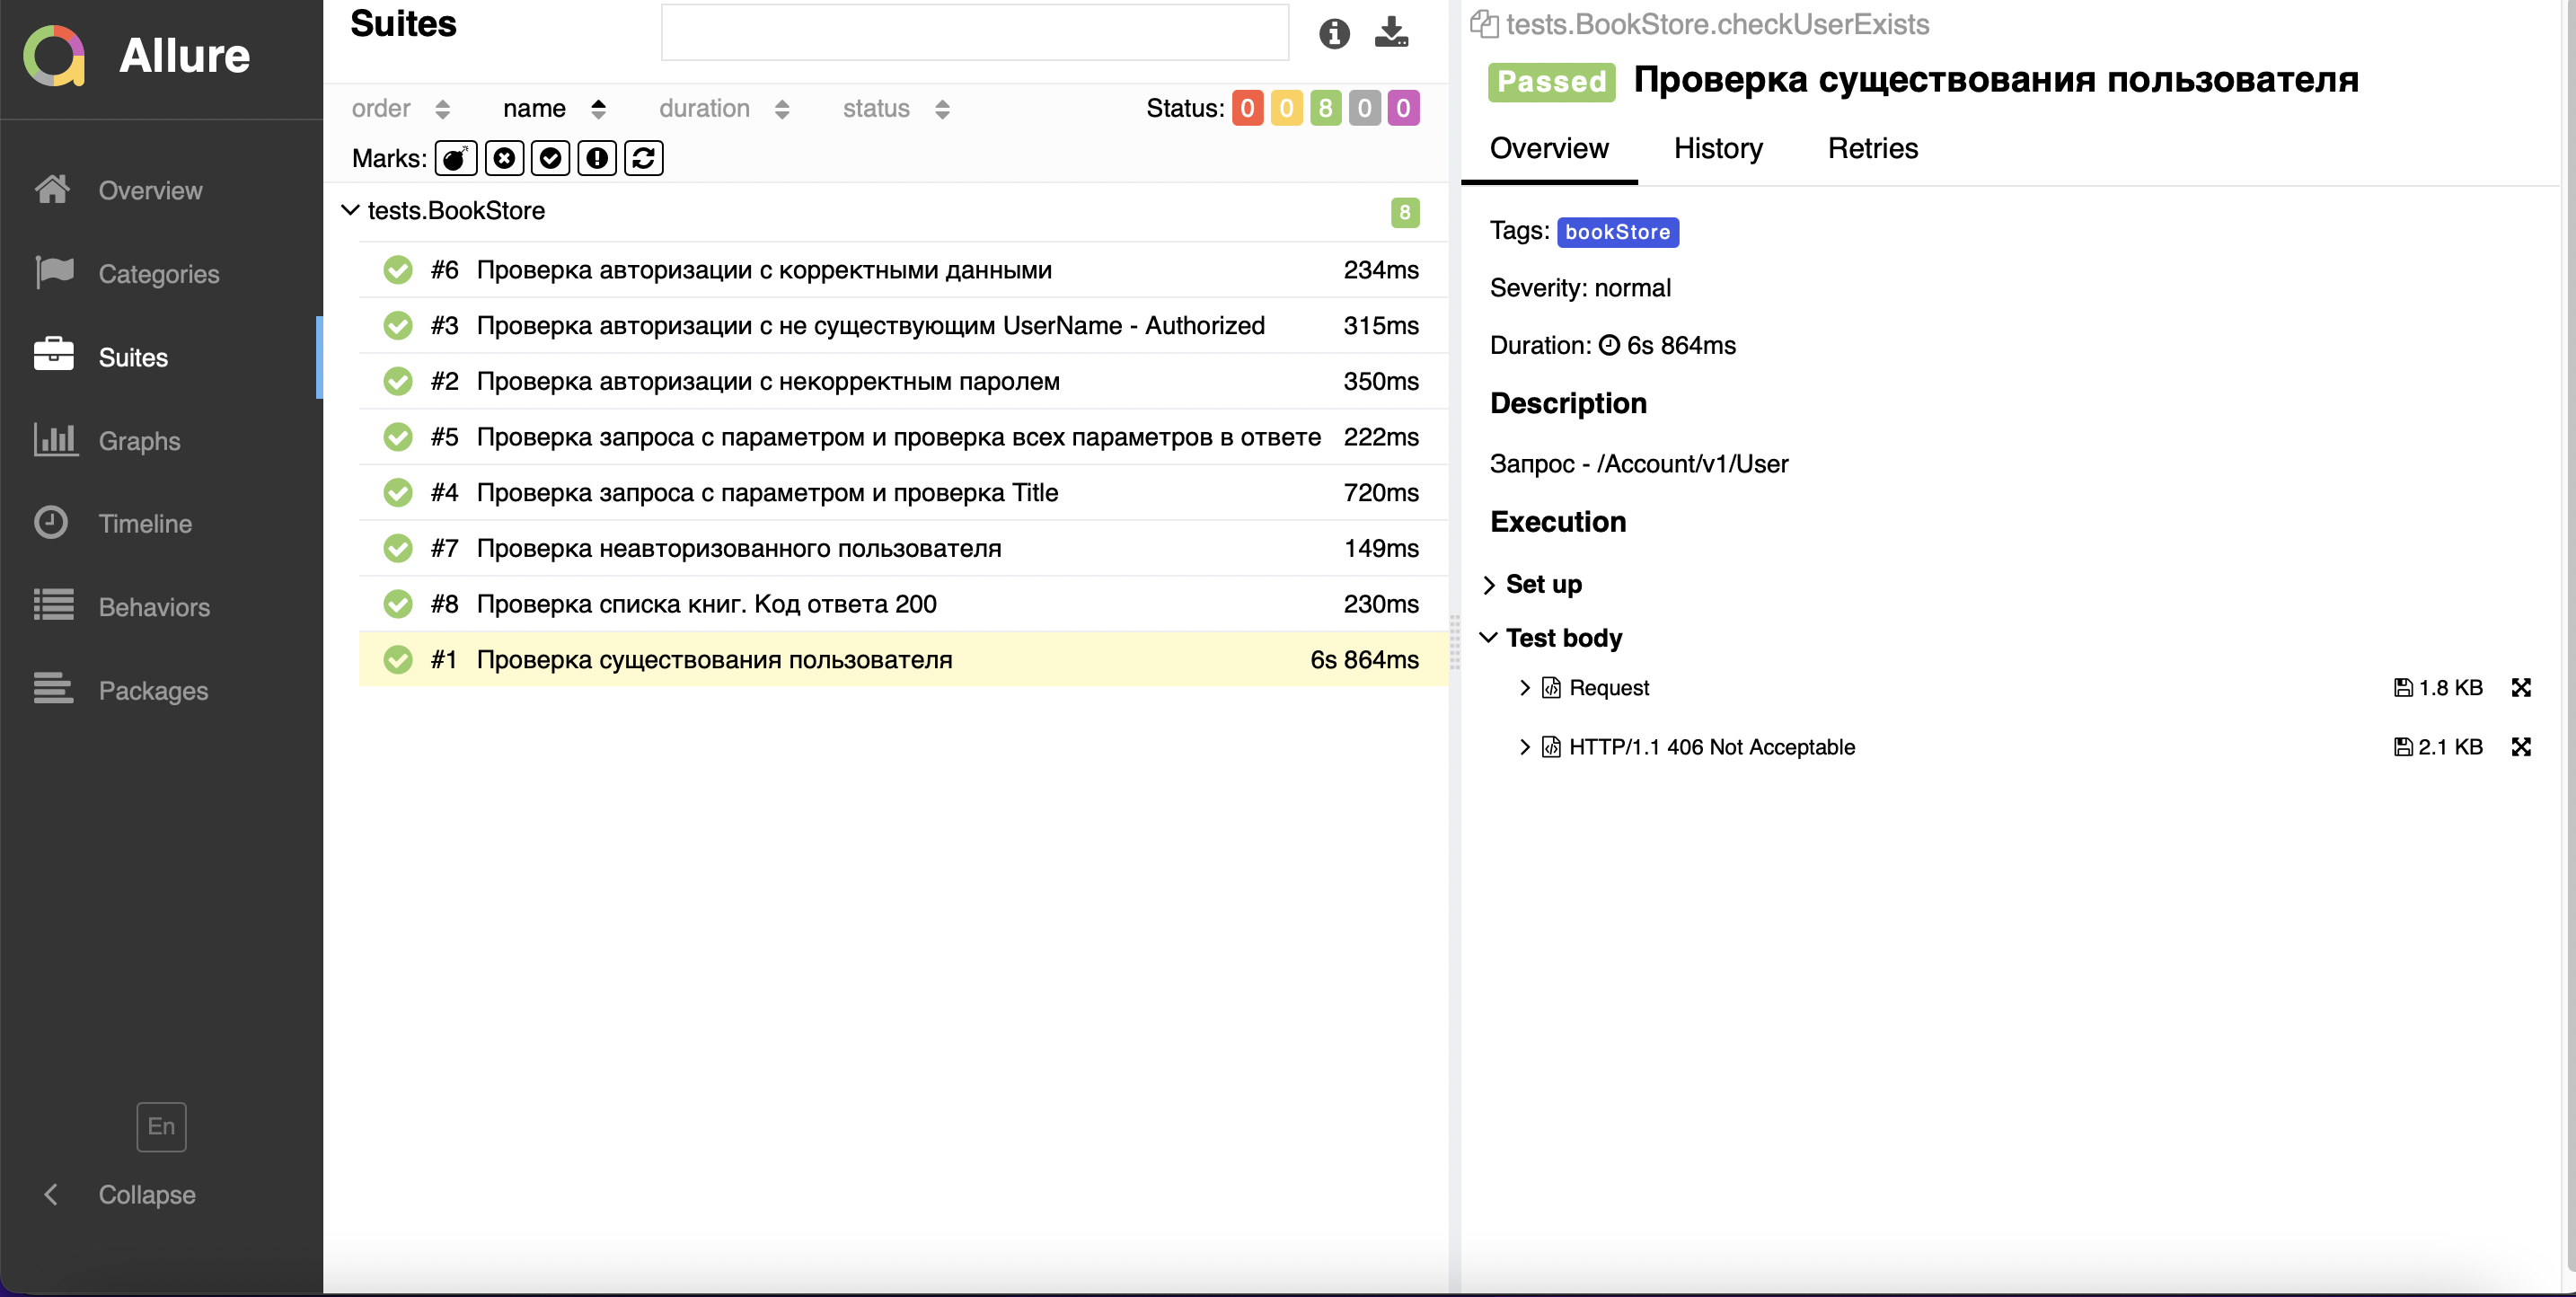 Allure
Overview
Categories
Suites
Graphs
Timeline
Behaviors
Packages
En
Collapse
Suites
order name duration status Status: 0 0 8 0 0
Marks:
tests.BookStore 8
#6 Проверка авторизации с корректными данными 234ms
#3 Проверка авторизации с не существующим UserName - Authorized 315ms
#2 Проверка авторизации с некорректным паролем 350ms
#5 Проверка запроса с параметром и проверка всех параметров в ответе 222ms
#4 Проверка запроса с параметром и проверка Title 720ms
#7 Проверка неавторизованного пользователя 149ms
#8 Проверка списка книг. Код ответа 200 230ms
#1 Проверка существования пользователя 6s 864ms
tests.BookStore.checkUserExists
Passed Проверка существования пользователя
Overview History Retries
Tags: bookStore
Severity: normal
Duration: 6s 864ms
Description
Запрос - /Account/v1/User
Execution
Set up
Test body
Request 1.8 KB
HTTP/1.1 406 Not Acceptable 2.1 KB